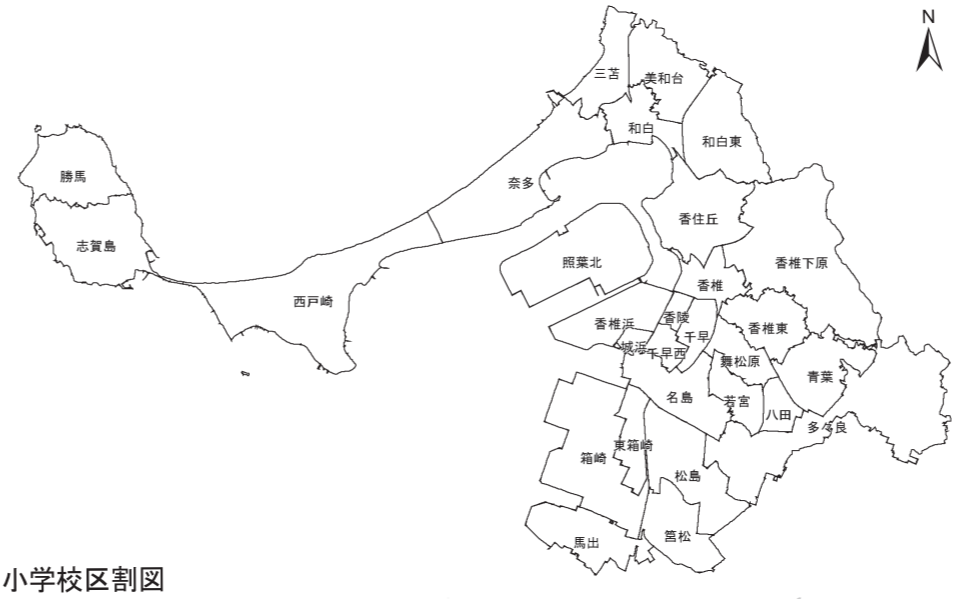 N
三苫
美和台
和白
和白東
勝馬
奈多
香住丘
志賀島
照葉北
香椎下原
香椎
西戸崎
香椎浜
香陵
千早
香椎東
城浜
千早西
舞松原
青葉
名島
若宮
八田
多々良
東箱崎
箱崎
松島
馬出
筥松
小学校区割図